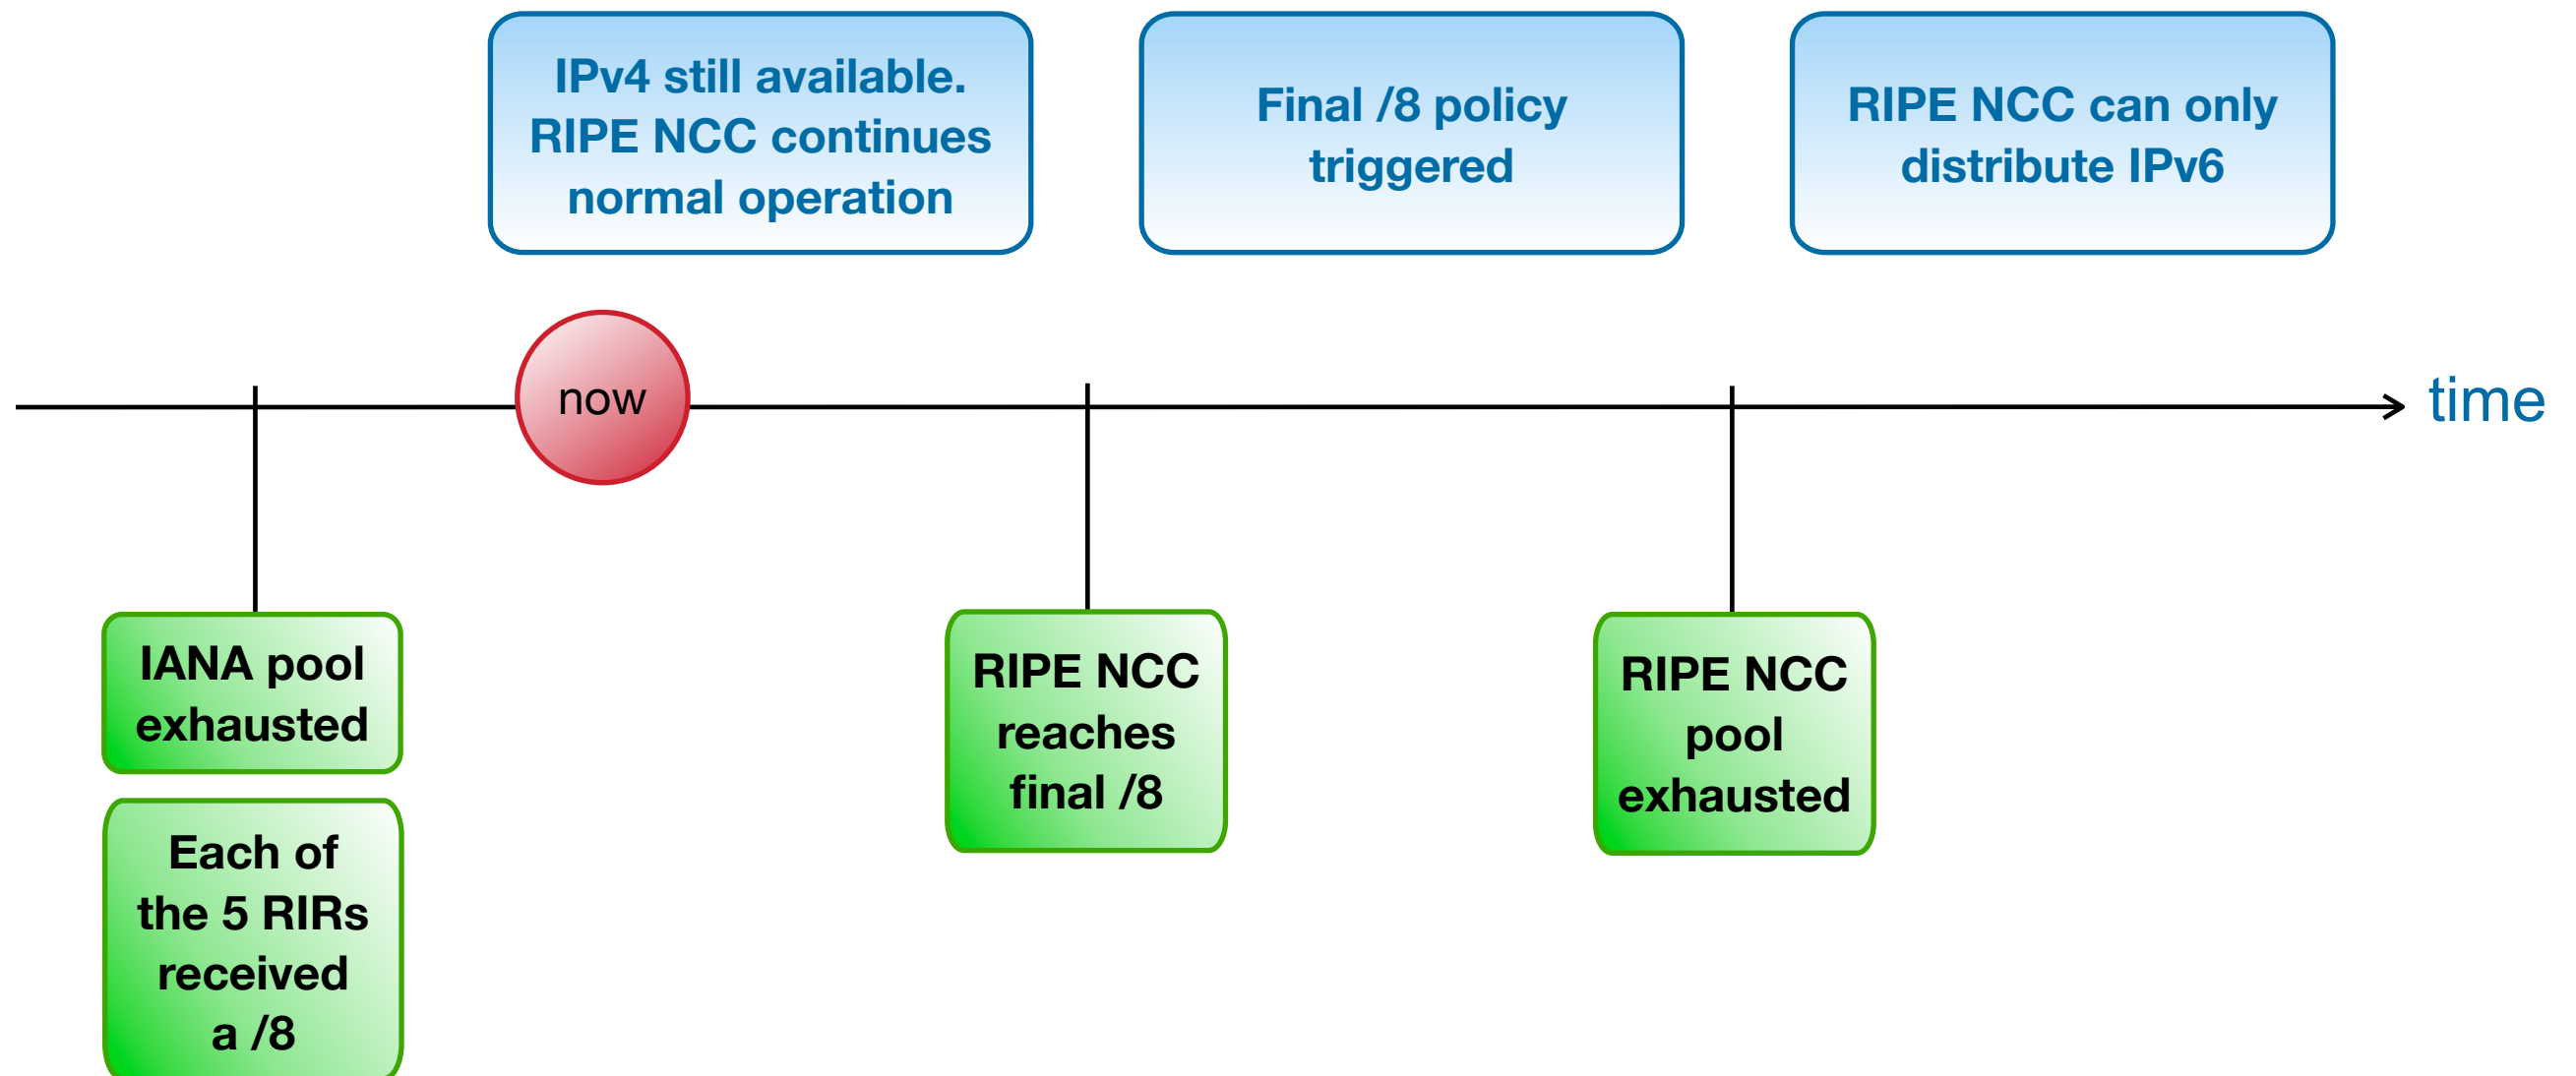 IPv4 still available.
RIPE NCC continues
normal operation
Final /8 policy
triggered
RIPE NCC can only
distribute IPv6
now
time
IANA pool
exhausted
Each of
the 5 RIRs
received
a /8
RIPE NCC
reaches
final /8
RIPE NCC
pool
exhausted